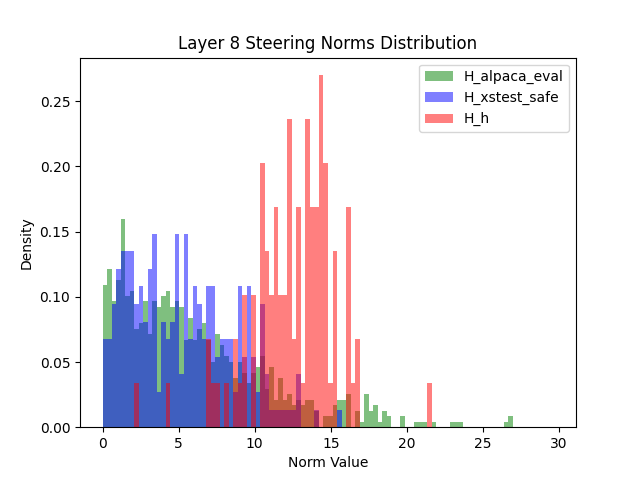 Layer 8 Steering Norms Distribution
H_alpaca_eval
H_xstest_safe
H_h
Density
0.25
0.20
0.15
0.10
0.05
0.00
0 5 10 15 20 25 30
Norm Value